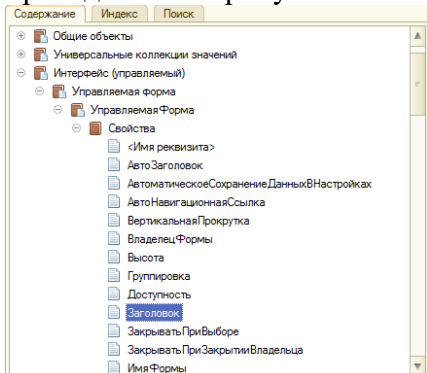 Содержание Индекс Поиск
Общие объекты
Универсальные коллекции значений
Интерфейс (управляемый)
Управляемая форма
УправляемаяФорма
Свойства
<Имя реквизита>
АвтоЗаголовок
АвтоматическоеСохранениеДанныхВНастройках
АвтоНавигационнаяСсылка
ВертикальнаяПрокрутка
ВладелецФормы
Высота
Группировка
Доступность
Заголовок
ЗакрыватьПриВыборе
ЗакрыватьПриЗакрытииВладельца
ИмяФормы